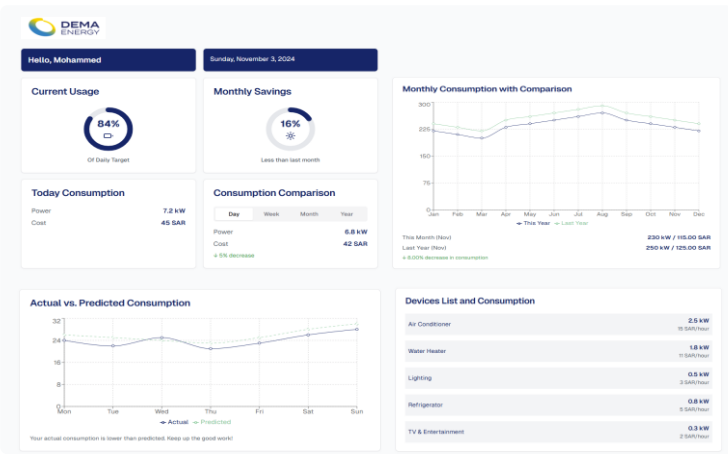 DEMA
ENERGY
Hello, Mohammed
Sunday, November 3, 2024
Current Usage
84%
Of Daily Target
Monthly Savings
16%
Less than last month
Monthly Consumption with Comparison
300
225
150
75
0
Jan Feb Mar Apr May Jun Jul Aug Sep Oct Nov Dec
This Year Last Year
This Month (Nov) 230 kW / 115.00 SAR
Last Year (Nov) 250 kW / 125.00 SAR
↓ 8.00% decrease in consumption
Today Consumption
Power 7.2 kW
Cost 45 SAR
Consumption Comparison
Day Week Month Year
Power 6.8 kW
Cost 42 SAR
↓ 5% decrease
Actual vs. Predicted Consumption
32
24
16
8
0
Mon Tue Wed Thu Fri Sat Sun
Actual Predicted
Your actual consumption is lower than predicted. Keep up the good work!
Devices List and Consumption
Air Conditioner 2.5 kW
15 SAR/hour
Water Heater 1.8 kW
11 SAR/hour
Lighting 0.5 kW
3 SAR/hour
Refrigerator 0.8 kW
5 SAR/hour
TV & Entertainment 0.3 kW
2 SAR/hour